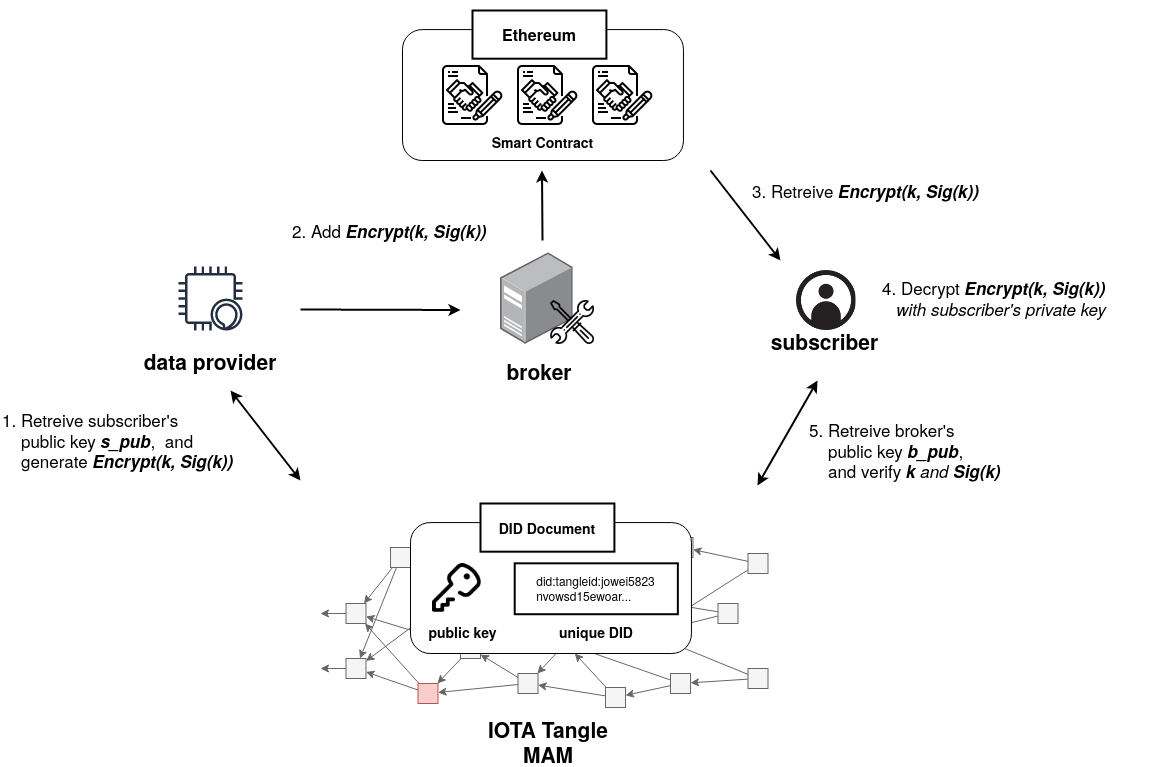 Ethereum
Smart Contract
3. Retreive Encrypt(k, Sig(k))
2. Add Encrypt(k, Sig(k))
4. Decrypt Encrypt(k, Sig(k))
with subscriber's private key
subscriber
data provider
broker
1. Retreive subscriber's
public key s_pub, and
generate Encrypt(k, Sig(k))
5. Retreive broker's
public key b_pub,
and verify k and Sig(k)
DID Document
did:tangleid:jowei5823
nvowsd15ewoar...
public key
unique DID
IOTA Tangle
MAM